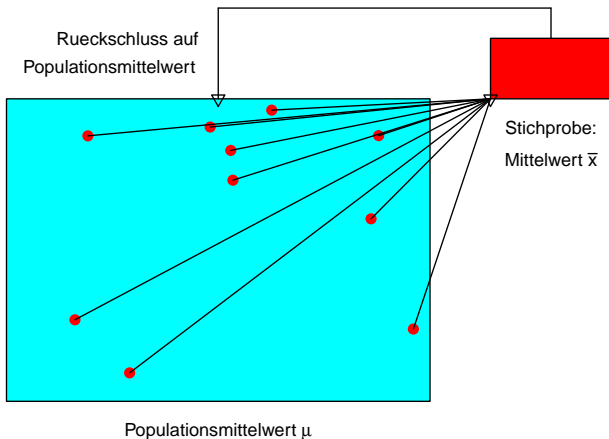 Rueckschluss auf
Populationsmittelwert
Stichprobe:
Mittelwert x̅
Populationsmittelwert μ